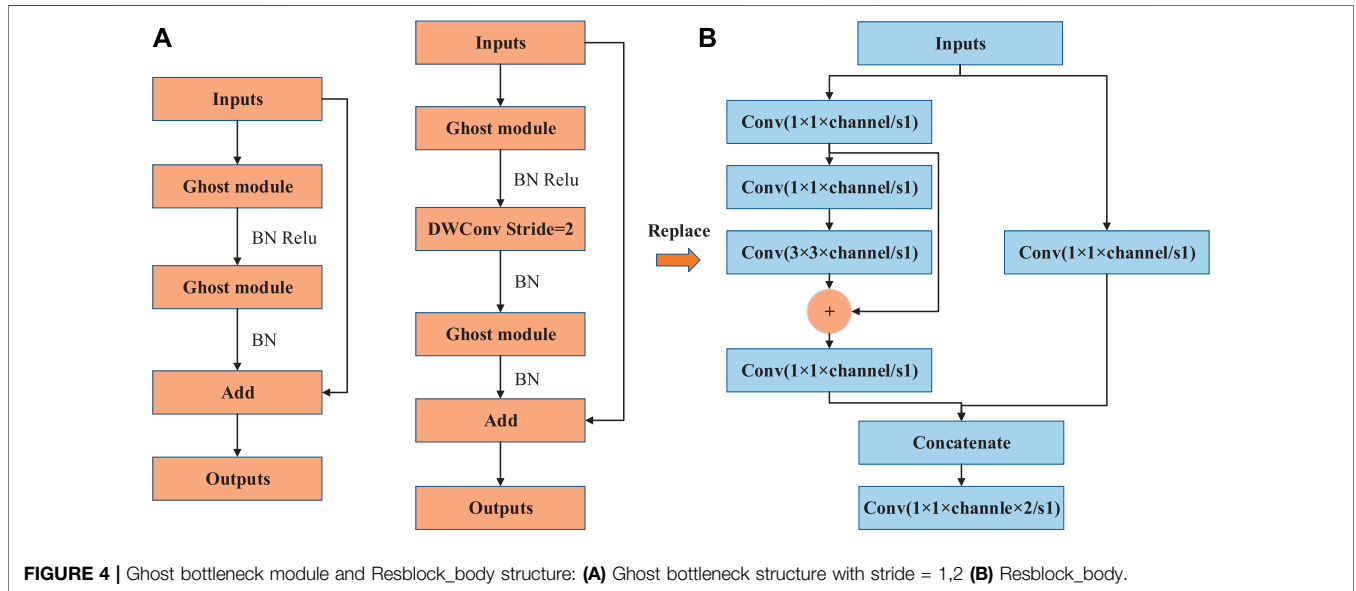 A
Inputs
Ghost module
BN Relu
Ghost module
BN
Add
Outputs
Inputs
Ghost module
BN Relu
DWConv Stride=2
BN
Ghost module
BN
Add
Outputs
Replace
B
Inputs
Conv(1×1×channel/s1)
Conv(1×1×channel/s1)
Conv(3×3×channel/s1)
+
Conv(1×1×channel/s1)
Conv(1×1×channel/s1)
Concatenate
Conv(1×1×channle×2/s1)
FIGURE 4 | Ghost bottleneck module and Resblock_body structure: (A) Ghost bottleneck structure with stride = 1,2 (B) Resblock_body.